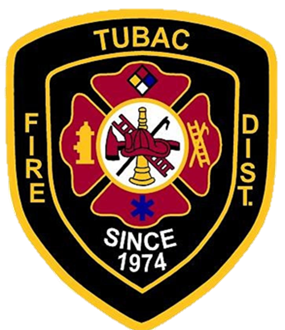 TUBAC
FIRE
DIST.
SINCE
1974